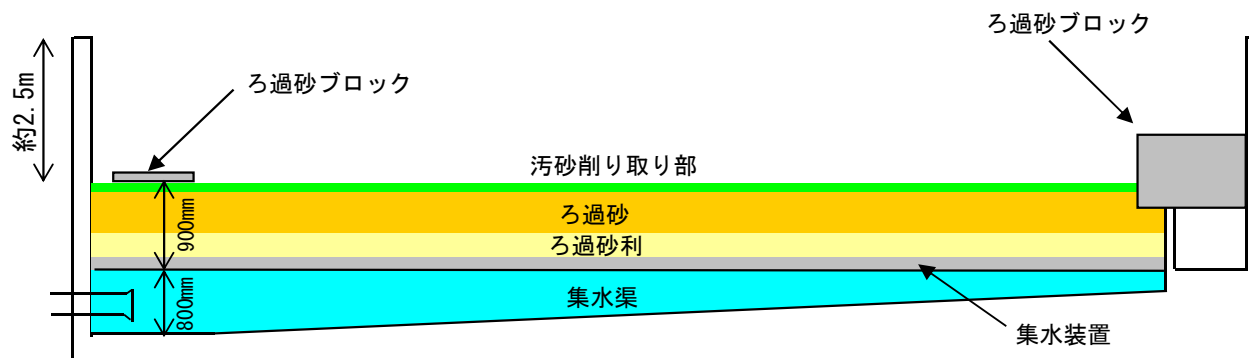 ろ過砂ブロック
約2.5m
ろ過砂ブロック
汚砂削り取り部
900mm
ろ過砂
ろ過砂利
800mm
集水渠
集水装置